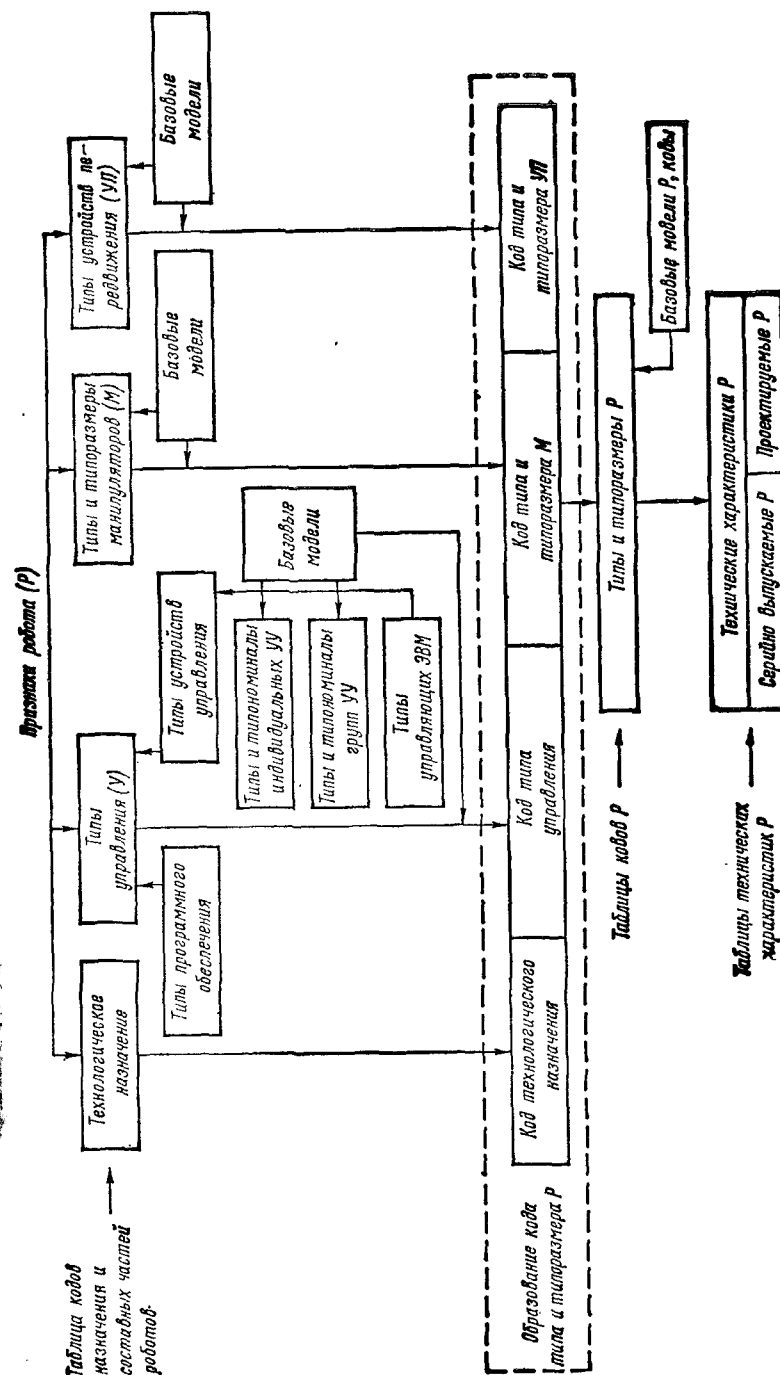 Признаки робота (Р)
Таблица кодов
назначения и
составных частей
роботов
Технологическое
назначение
Типы
управления (У)
Типы и типоразмеры
манипуляторов (М)
Типы устройств пе-
редвижения (УП)
Типы программного
обеспечения
Типы устройств
управления
Базовые
модели
Базовые
модели
Типы и типономиналы
индивидуальных УУ
Типы и типономиналы
групп УУ
Типы
управляющих ЭВМ
Базовые
модели
Образование кода
типа и типоразмера Р
Код технологического
назначения
Код типа
управления
Код типа и
типоразмера М
Код типа и
типоразмера УП
Таблицы кодов Р
Типы и типоразмеры Р
Базовые модели Р, коды
Таблицы технических
характеристик Р
Технические характеристики Р
Серийно выпускаемые Р
Проектируемые Р